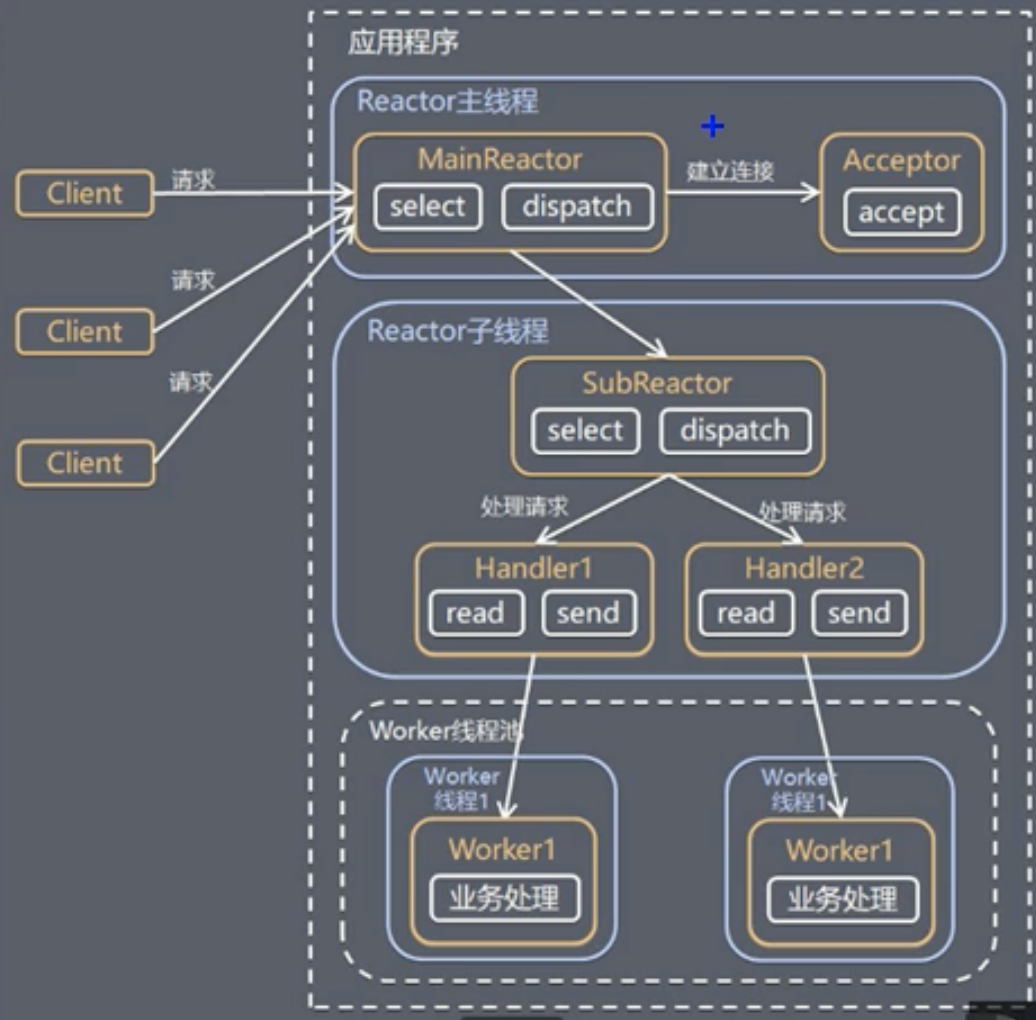 应用程序
Reactor主线程
MainReactor
select
dispatch
建立连接
Acceptor
accept
Client
请求
Client
请求
Client
请求
Reactor子线程
SubReactor
select
dispatch
处理请求
处理请求
Handler1
read
send
Handler2
read
send
Worker线程池
Worker
线程1
Worker1
业务处理
Worker
线程1
Worker1
业务处理